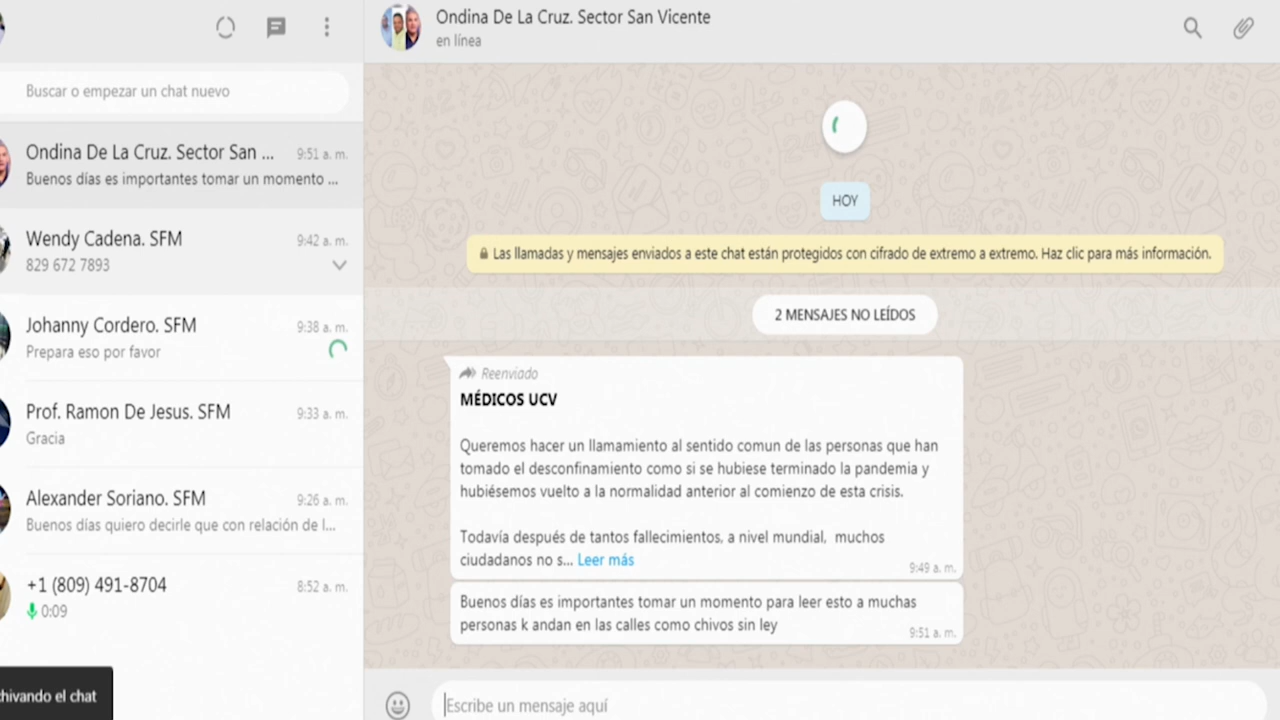 Buscar o empezar un chat nuevo
Ondina De La Cruz. Sector San ...
9:51 a. m.
Buenos días es importantes tomar un momento ...
Wendy Cadena. SFM
9:42 a. m.
829 672 7893
Johanny Cordero. SFM
9:38 a. m.
Prepara eso por favor
Prof. Ramon De Jesus. SFM
9:33 a. m.
Gracia
Alexander Soriano. SFM
9:26 a. m.
Buenos días quiero decirle que con relación de l...
+1 (809) 491-8704
8:52 a. m.
0:09
hivando el chat
Ondina De La Cruz. Sector San Vicente
en línea
HOY
Las llamadas y mensajes enviados a este chat están protegidos con cifrado de extremo a extremo. Haz clic para más información.
2 MENSAJES NO LEÍDOS
Reenviado
MÉDICOS UCV
Queremos hacer un llamamiento al sentido comun de las personas que han
tomado el desconfinamiento como si se hubiese terminado la pandemia y
hubiésemos vuelto a la normalidad anterior al comienzo de esta crisis.
Todavía después de tantos fallecimientos, a nivel mundial, muchos
ciudadanos no s... Leer más
9:49 a. m.
Buenos días es importantes tomar un momento para leer esto a muchas
personas k andan en las calles como chivos sin ley
9:51 a. m.
Escribe un mensaje aquí